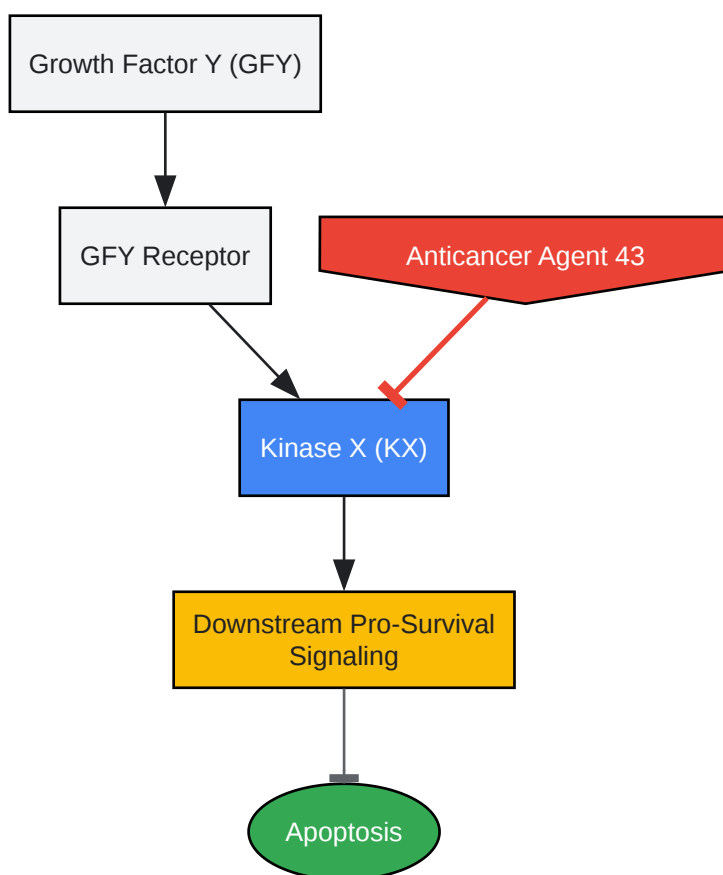 Growth Factor Y (GFY)
GFY Receptor
Anticancer Agent 43
Kinase X (KX)
Downstream Pro-Survival
Signaling
Apoptosis